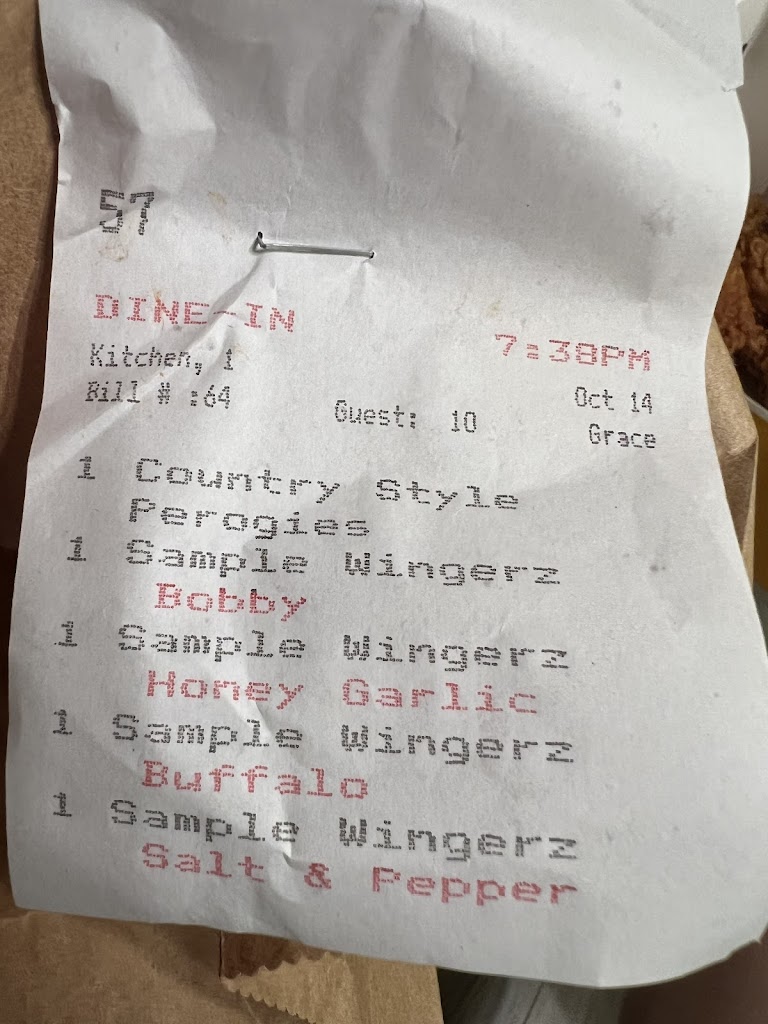 57
DINE-IN
7:38PM
Kitchen, 1
Oct 14
Bill # :64
Guest: 10
Grace
1 Country Style
Perogies
1 Sample Wingerz
Bobby
1 Sample Wingerz
Honey Garlic
1 Sample Wingerz
Buffalo
1 Sample Wingerz
Salt & Pepper